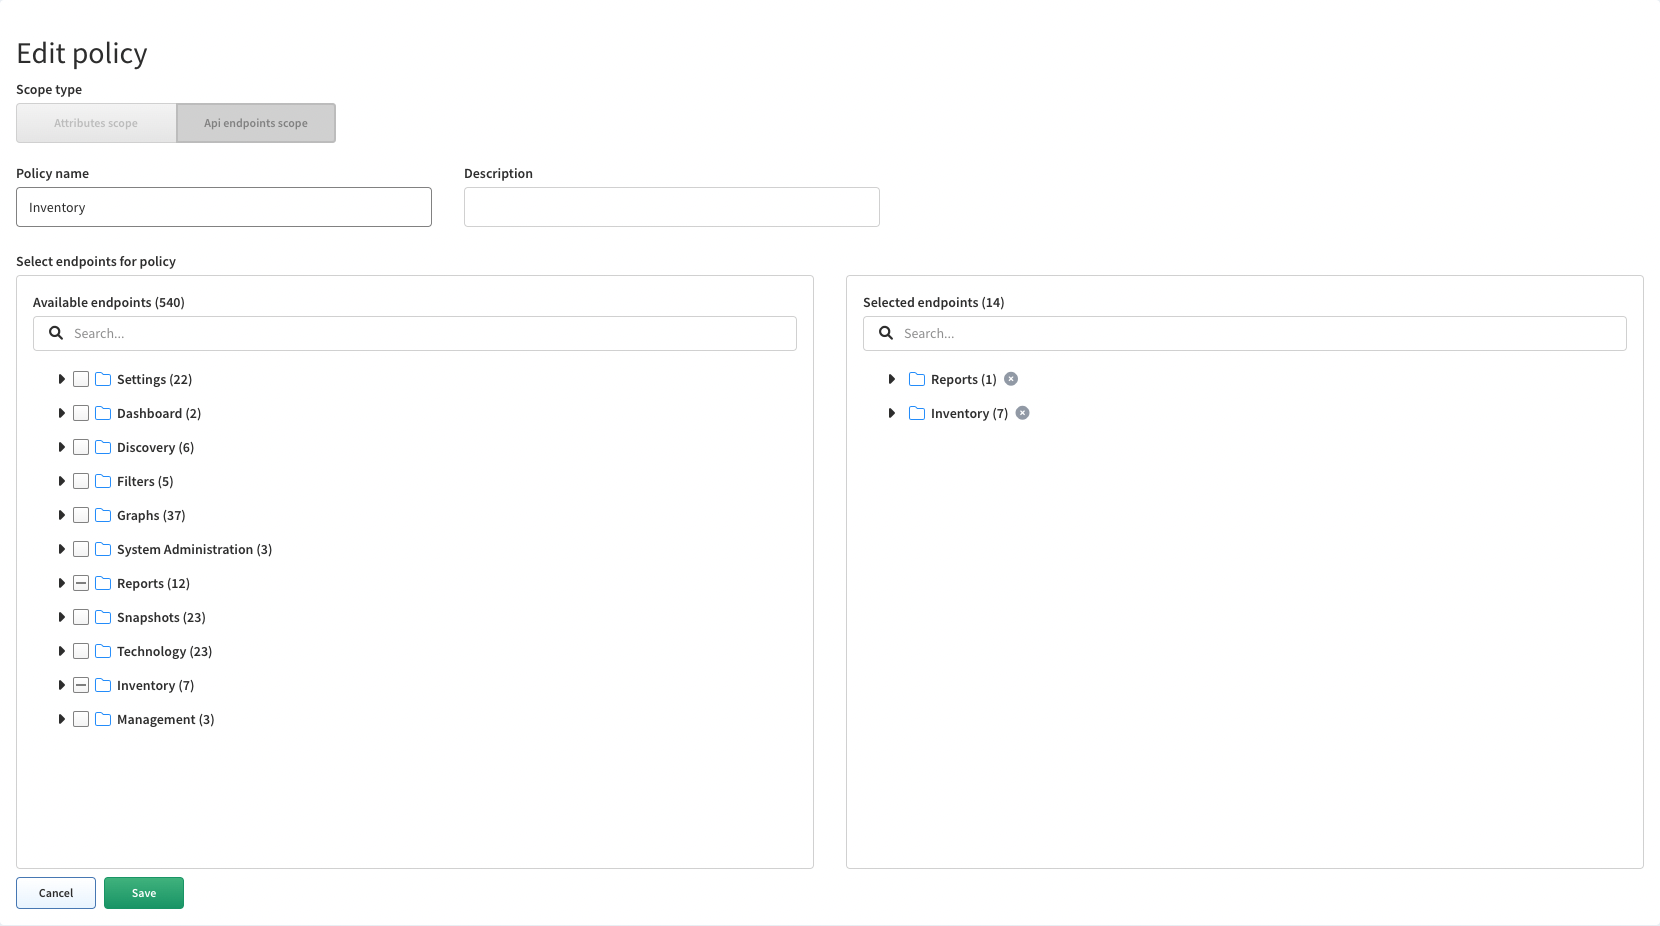 Edit policy
Scope type
Attributes scope Api endpoints scope
Policy name Description
Inventory
Select endpoints for policy
Available endpoints (540)
Search...
Settings (22)
Dashboard (2)
Discovery (6)
Filters (5)
Graphs (37)
System Administration (3)
Reports (12)
Snapshots (23)
Technology (23)
Inventory (7)
Management (3)
Selected endpoints (14)
Search...
Reports (1)
Inventory (7)
Cancel Save